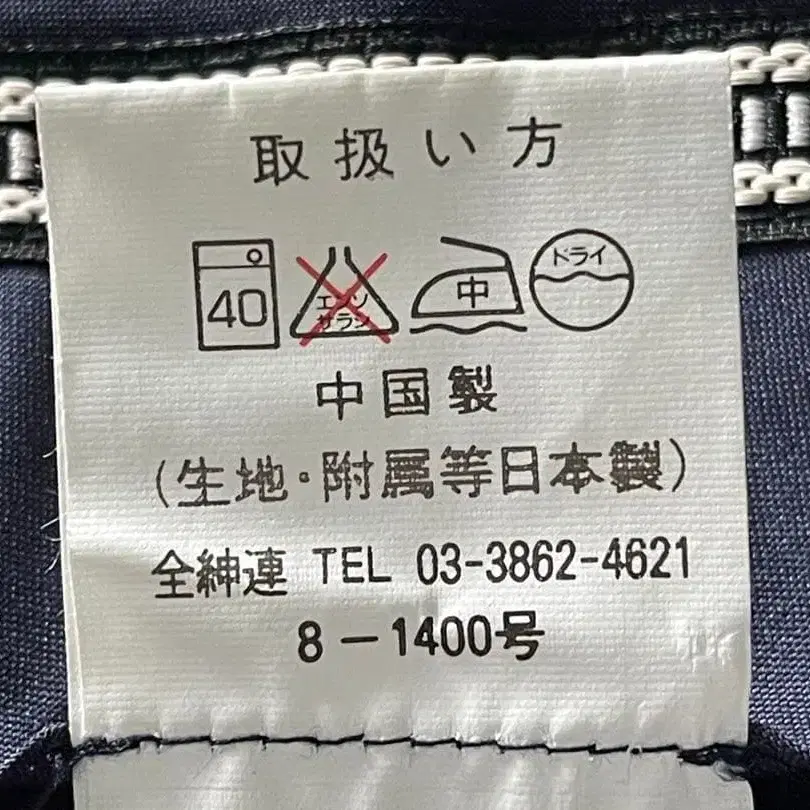 取扱い方
40 エンソサラシ 中 ドライ
中国製
(生地・附属等日本製)
全紳連 TEL 03-3862-4621
8-1400号